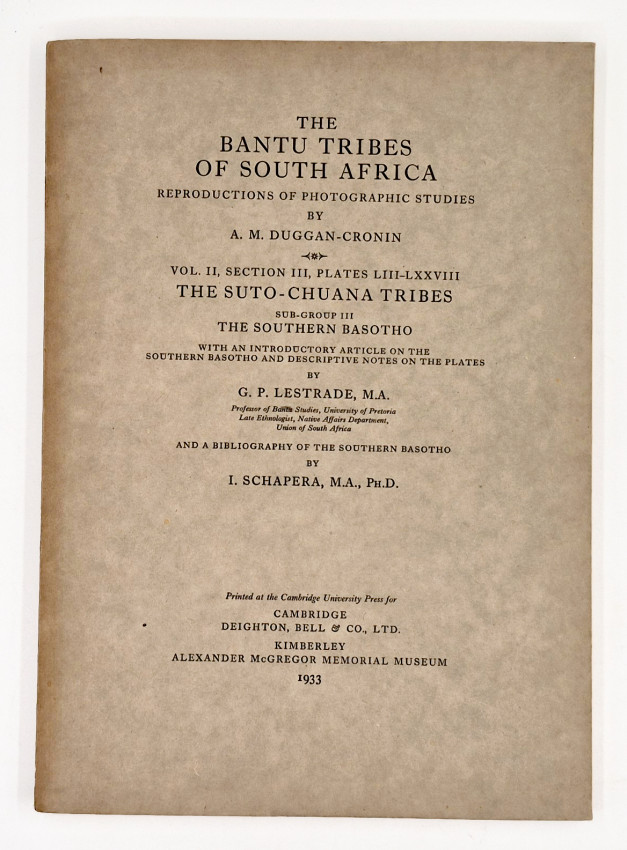 THE
BANTU TRIBES
OF SOUTH AFRICA
REPRODUCTIONS OF PHOTOGRAPHIC STUDIES
BY
A. M. DUGGAN-CRONIN
VOL. II, SECTION III, PLATES LIII–LXXVIII
THE SUTO-CHUANA TRIBES
SUB-GROUP III
THE SOUTHERN BASOTHO
WITH AN INTRODUCTORY ARTICLE ON THE
SOUTHERN BASOTHO AND DESCRIPTIVE NOTES ON THE PLATES
BY
G. P. LESTRADE, M.A.
Professor of Bantu Studies, University of Pretoria
Late Ethnologist, Native Affairs Department,
Union of South Africa
AND A BIBLIOGRAPHY OF THE SOUTHERN BASOTHO
BY
I. SCHAPERA, M.A., PH.D.
Printed at the Cambridge University Press for
CAMBRIDGE
DEIGHTON, BELL & CO., LTD.
KIMBERLEY
ALEXANDER McGREGOR MEMORIAL MUSEUM
1933